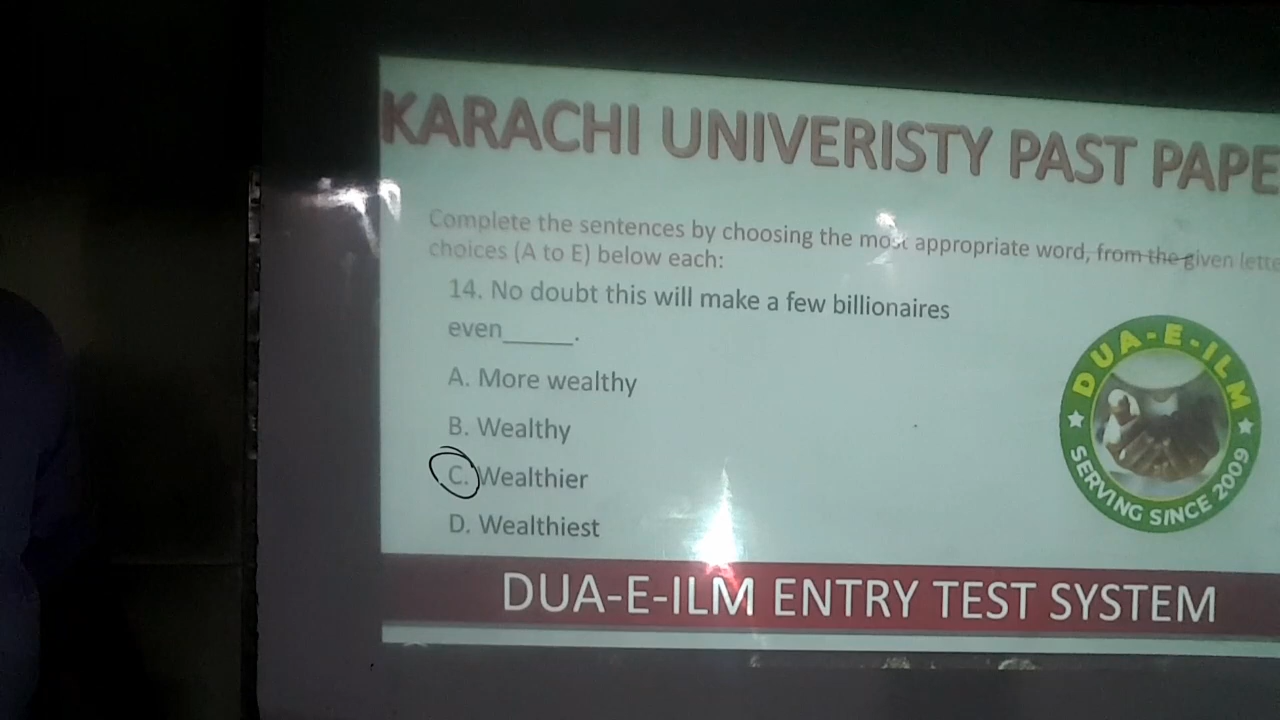 KARACHI UNIVERISTY PAST PAPE
Complete the sentences by choosing the most appropriate word, from the given lette
choices (A to E) below each:
14. No doubt this will make a few billionaires
even_____.
A. More wealthy
B. Wealthy
C. Wealthier
D. Wealthiest
DUA-E-ILM
SERVING SINCE 2009
DUA-E-ILM ENTRY TEST SYSTEM